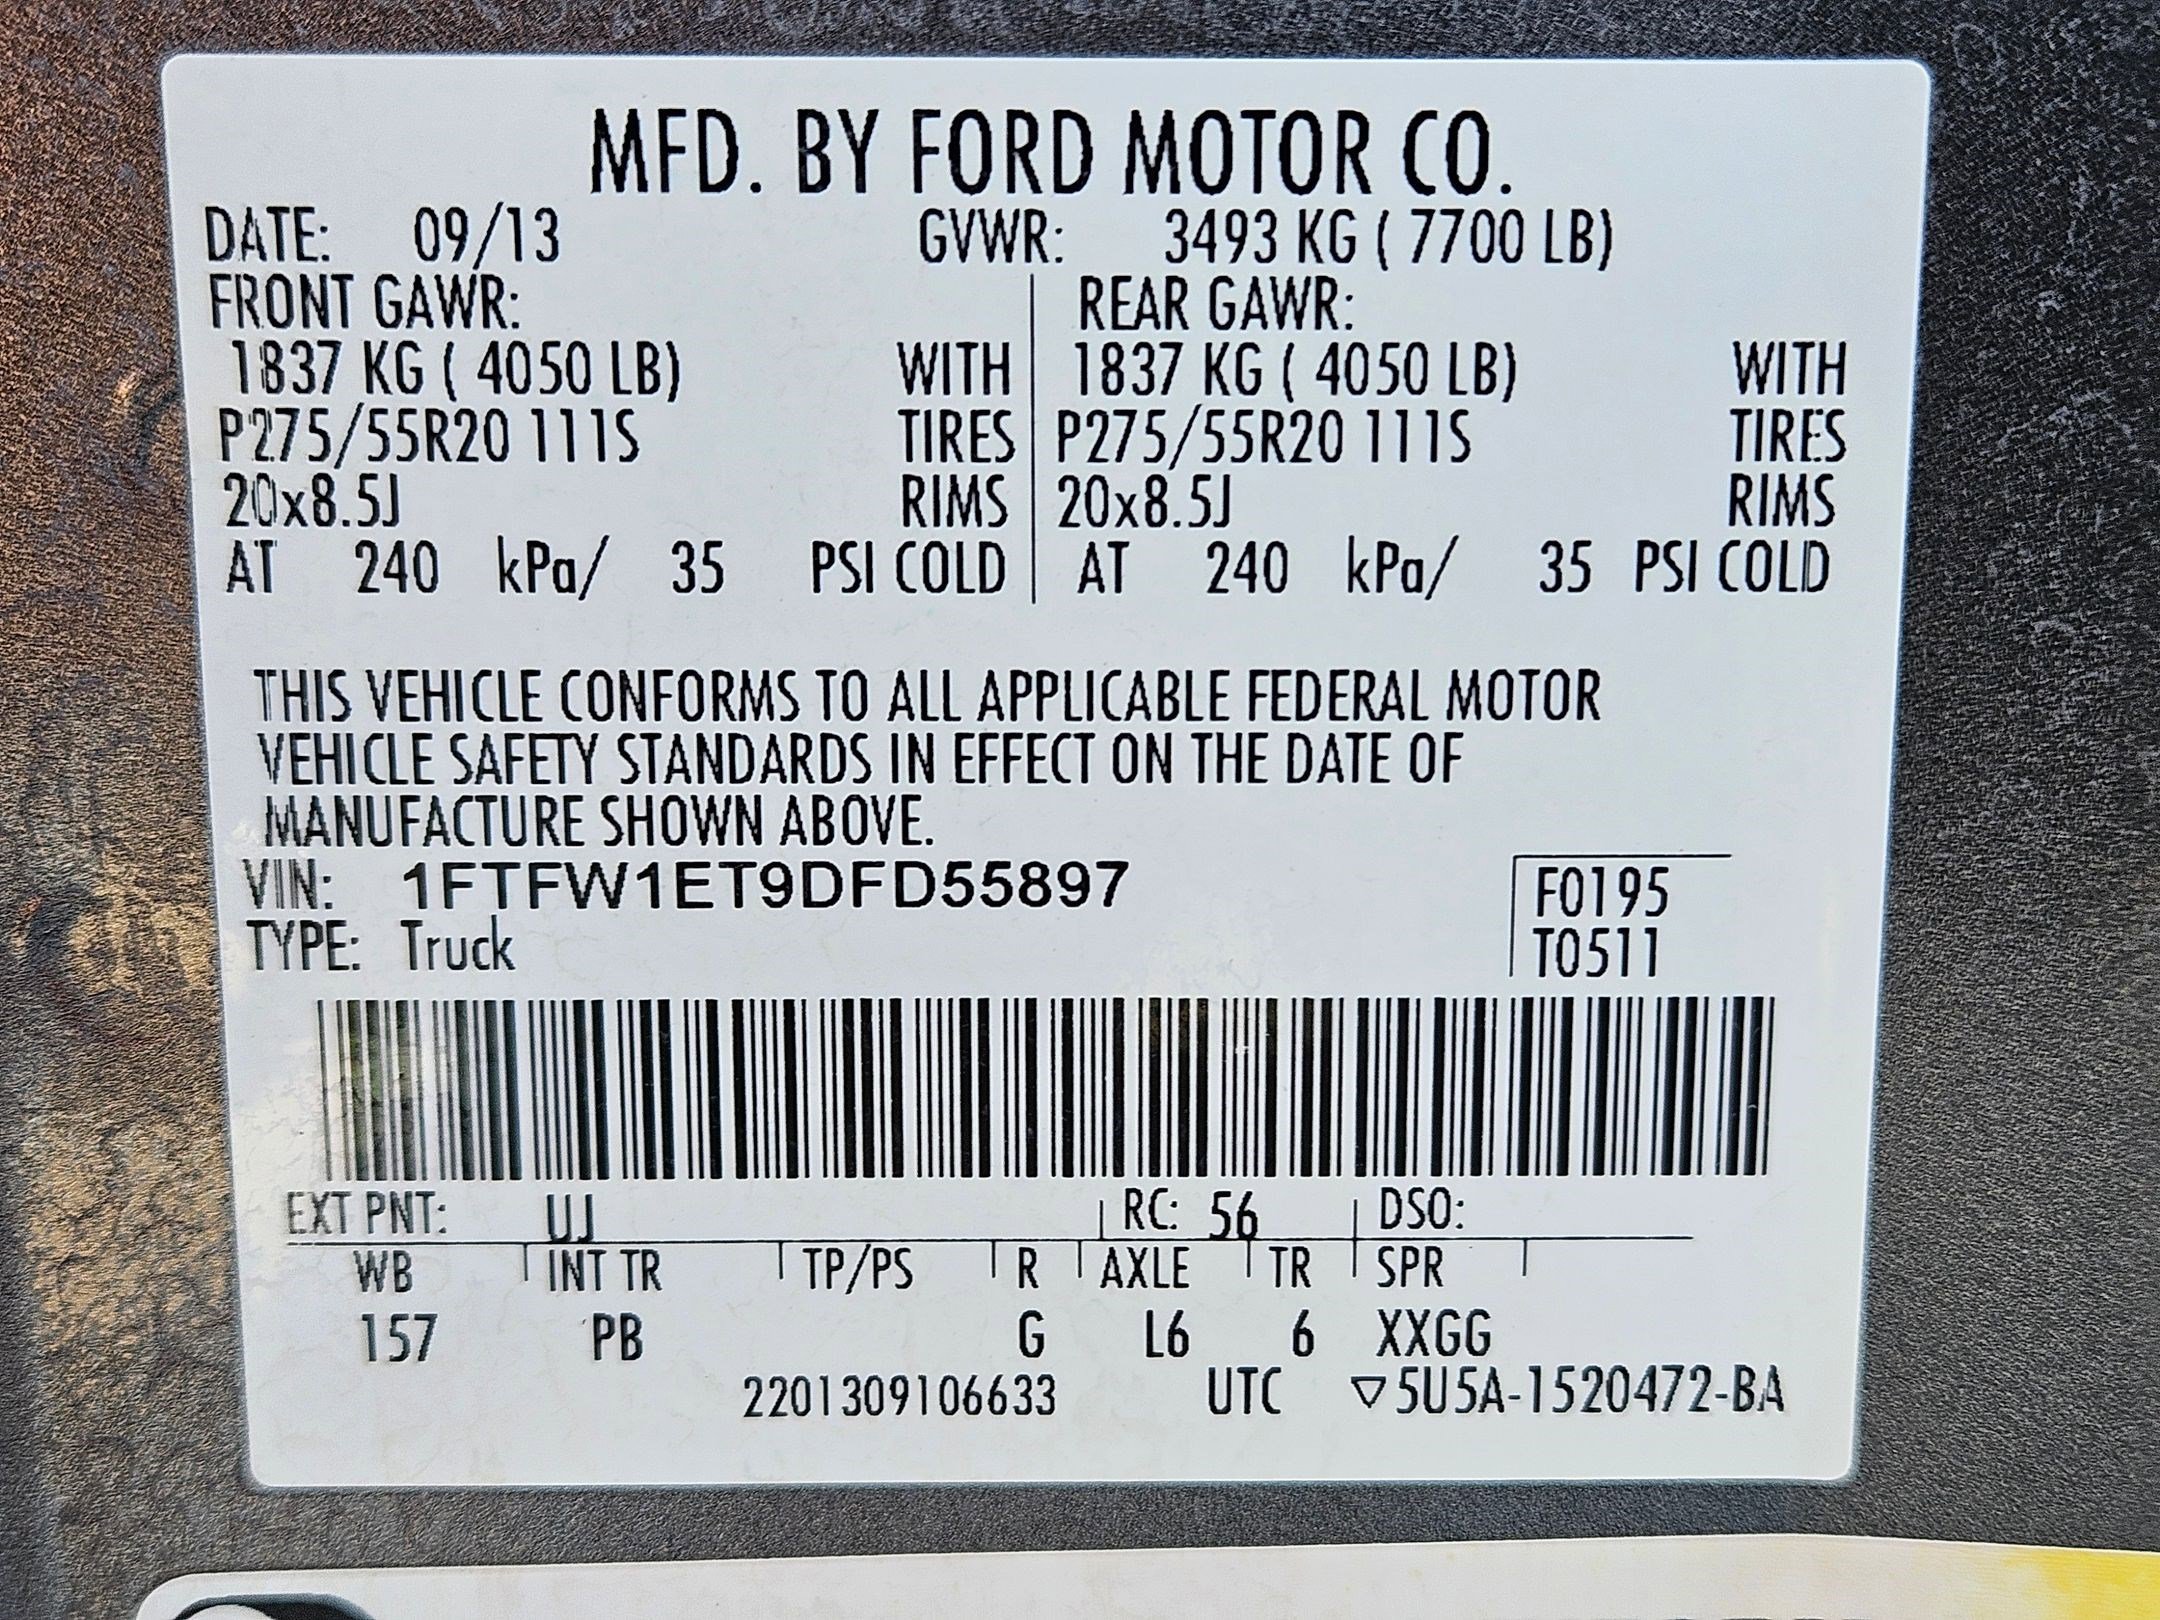 MFD. BY FORD MOTOR CO.
DATE: 09/13 GVWR: 3493 KG ( 7700 LB)
FRONT GAWR: REAR GAWR:
1837 KG ( 4050 LB) WITH 1837 KG ( 4050 LB) WITH
P275/55R20 111S TIRES P275/55R20 111S TIRES
20x8.5J RIMS 20x8.5J RIMS
AT 240 kPa/ 35 PSI COLD AT 240 kPa/ 35 PSI COLD
THIS VEHICLE CONFORMS TO ALL APPLICABLE FEDERAL MOTOR
VEHICLE SAFETY STANDARDS IN EFFECT ON THE DATE OF
MANUFACTURE SHOWN ABOVE.
VIN: 1FTFW1ET9DFD55897 F0195
TYPE: Truck T0511
EXT PNT: UJ RC: 56 DSO:
WB INT TR TP/PS R AXLE TR SPR
157 PB G L6 6 XXGG
2201309106633 UTC ▽5U5A-1520472-BA